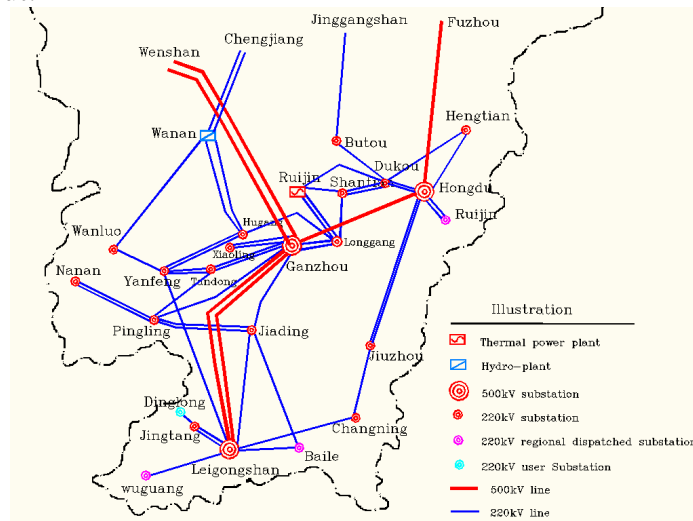 Jinggangshan
Fuzhou
Chengjiang
Wenshan
Hengtian
Wanan
Butou
Dukou
Ruijin
Shantia
Hongdu
Ruijin
Hugang
Wanluo
Xiaoling
Longgang
Ganzhou
Nanan
Yanfeng
Tandong
Illustration
Pingling
Jiading
Thermal power plant
Jiuzhou
Hydro-plant
500kV substation
Dinglong
220kV substation
Jingtang
Changning
220kV regional dispatched substation
Baile
Leigongshan
220kV user Substation
wuguang
500kV line
220kV line